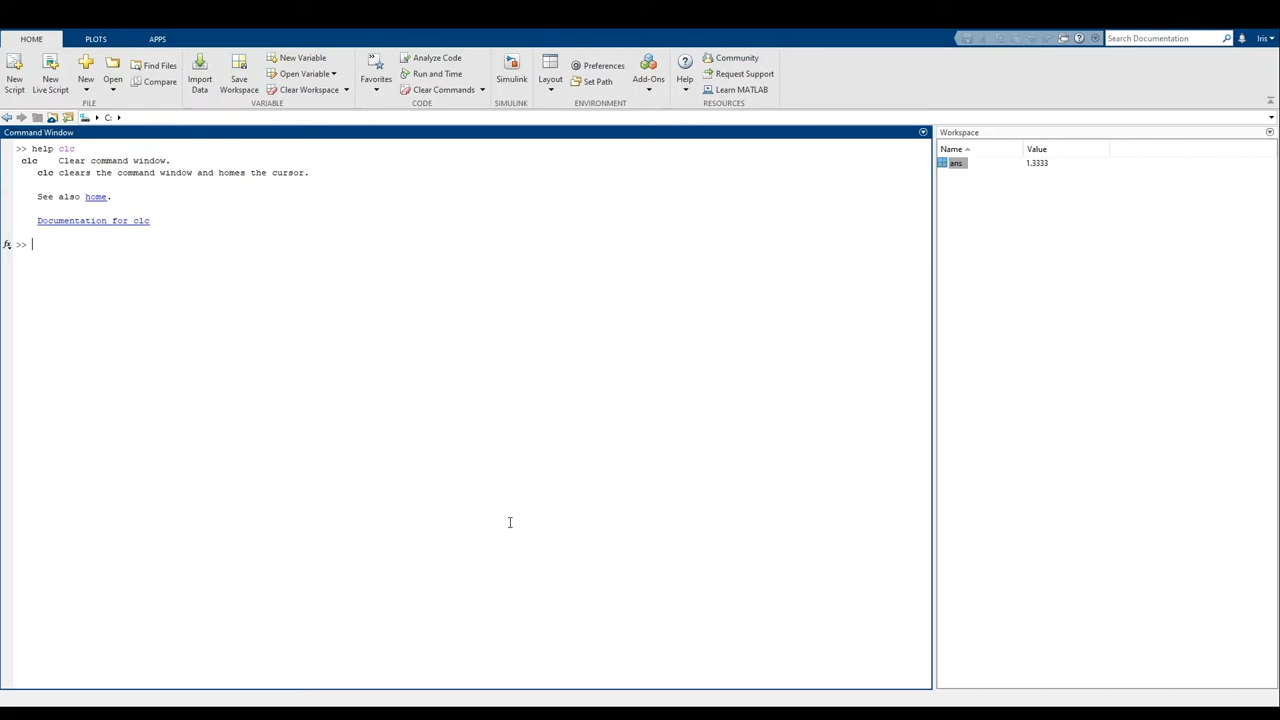 HOME PLOTS APPS Search Documentation Iris
New Script
New Live Script
New
Open
Find Files
Compare
Import Data
Save Workspace
New Variable
Open Variable
Clear Workspace
Favorites
Analyze Code
Run and Time
Clear Commands
Simulink
Layout
Preferences
Set Path
Add-Ons
Help
Community
Request Support
Learn MATLAB
FILE VARIABLE CODE SIMULINK ENVIRONMENT RESOURCES
C:
Command Window
>> help clc
clc Clear command window.
clc clears the command window and homes the cursor.
See also home.
Documentation for clc
fx >>
Workspace
Name Value
ans 1.3333